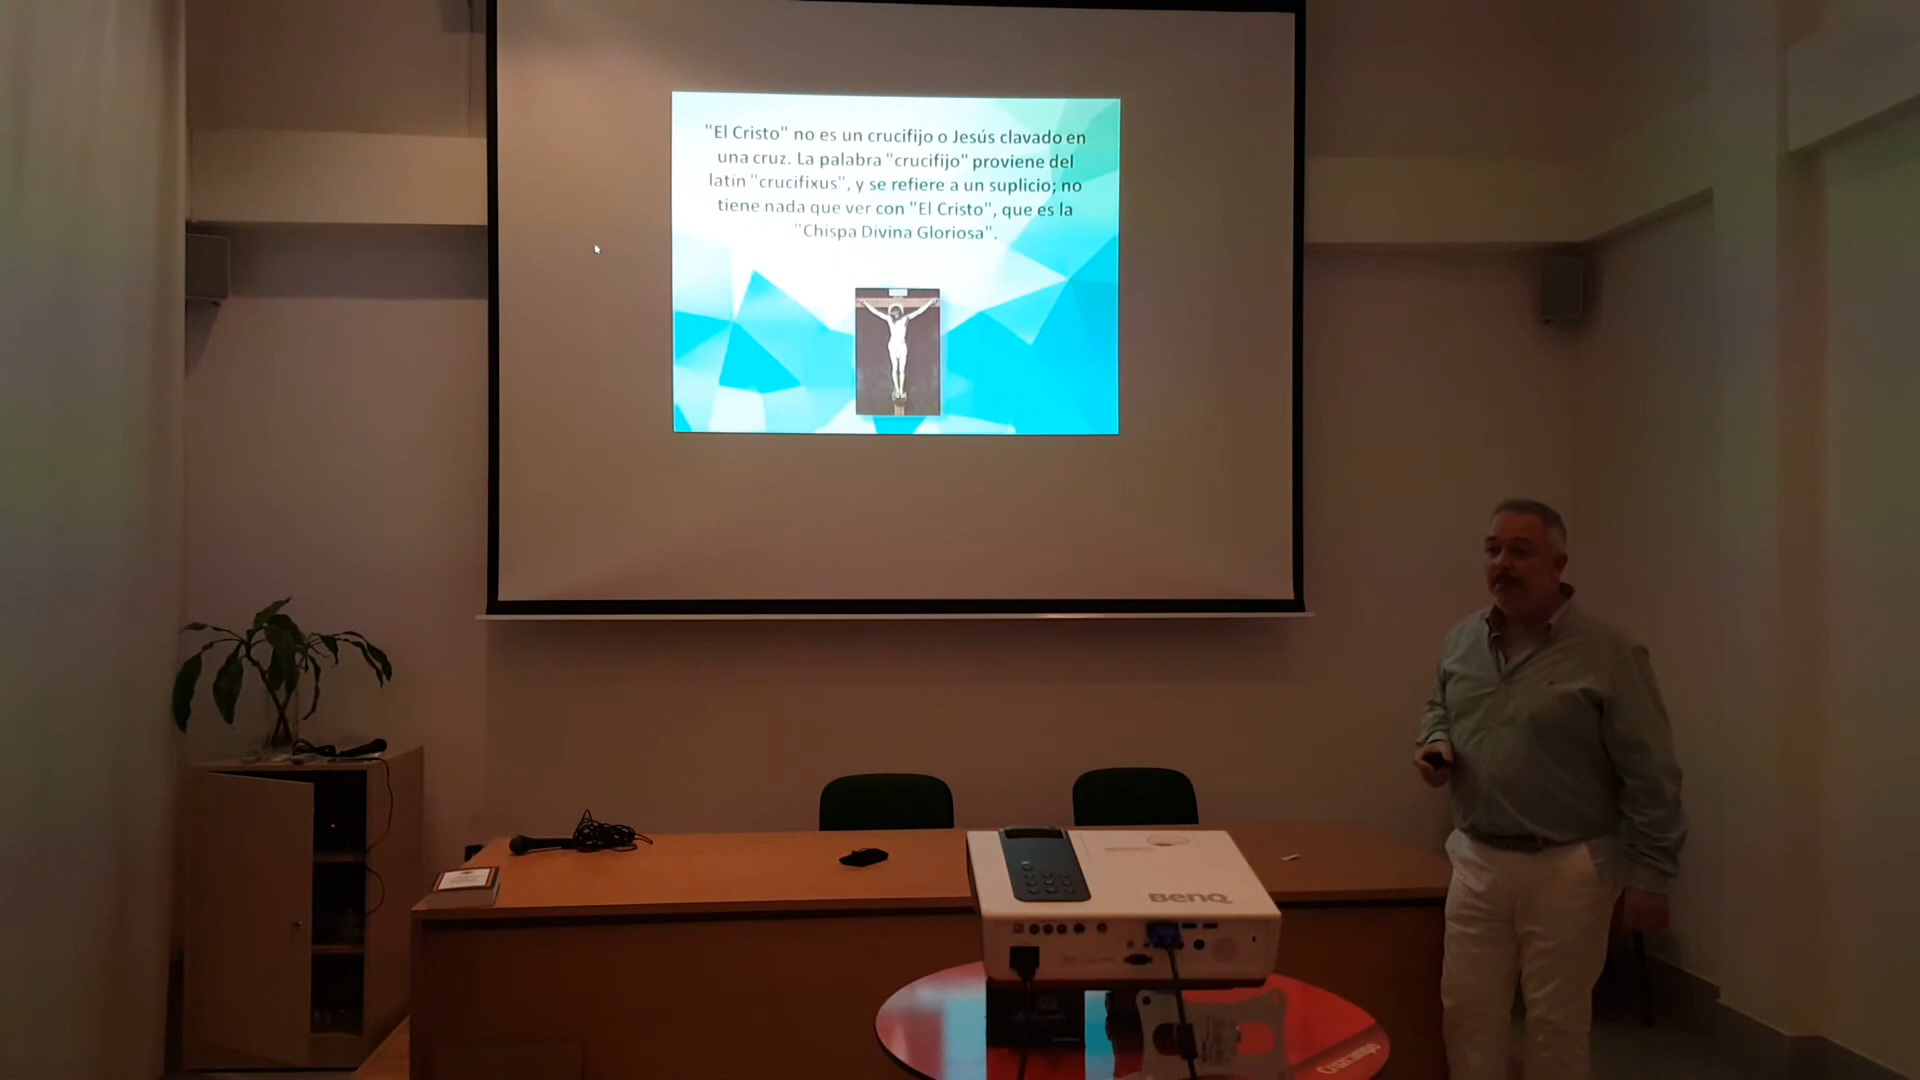 "El Cristo" no es un crucifijo o Jesús clavado en
una cruz. La palabra "crucifijo" proviene del
latín "crucifixus", y se refiere a un suplicio; no
tiene nada que ver con "El Cristo", que es la
"Chispa Divina Gloriosa".
BenQ
Cruzcampo